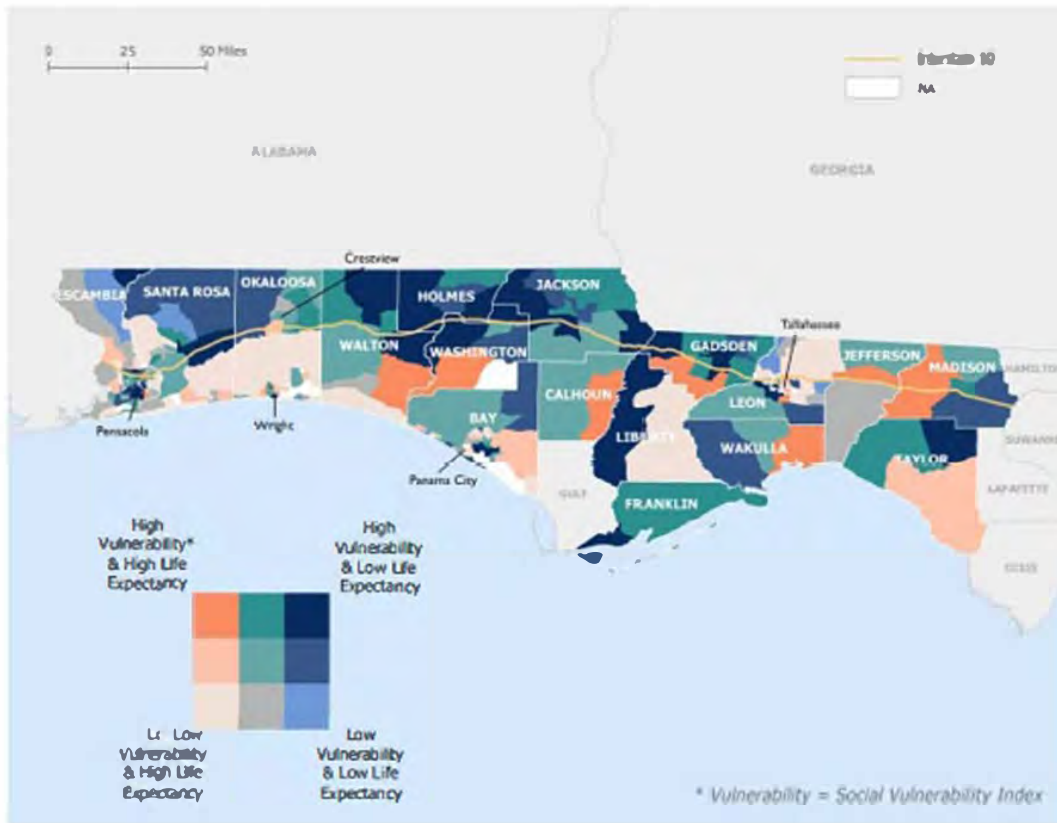 0 25 50 Miles
Interstate 10
NA
ALABAMA
GEORGIA
Crestview
ESCAMBIA
SANTA ROSA
OKALOOSA
HOLMES
JACKSON
Tallahassee
WALTON
WASHINGTON
GADSDEN
JEFFERSON
MADISON
HAMILTON
CALHOUN
LEON
BAY
Pensacola
Wright
LIBERTY
WAKULLA
TAYLOR
SUWANNE
Panama City
GULF
FRANKLIN
LAFAYETTE
High
Vulnerability*
& High Life
Expectancy
High
Vulnerability
& Low Life
Expectancy
Low
Vulnerability
& High Life
Expectancy
Low
Vulnerability
& Low Life
Expectancy
* Vulnerability = Social Vulnerability Index